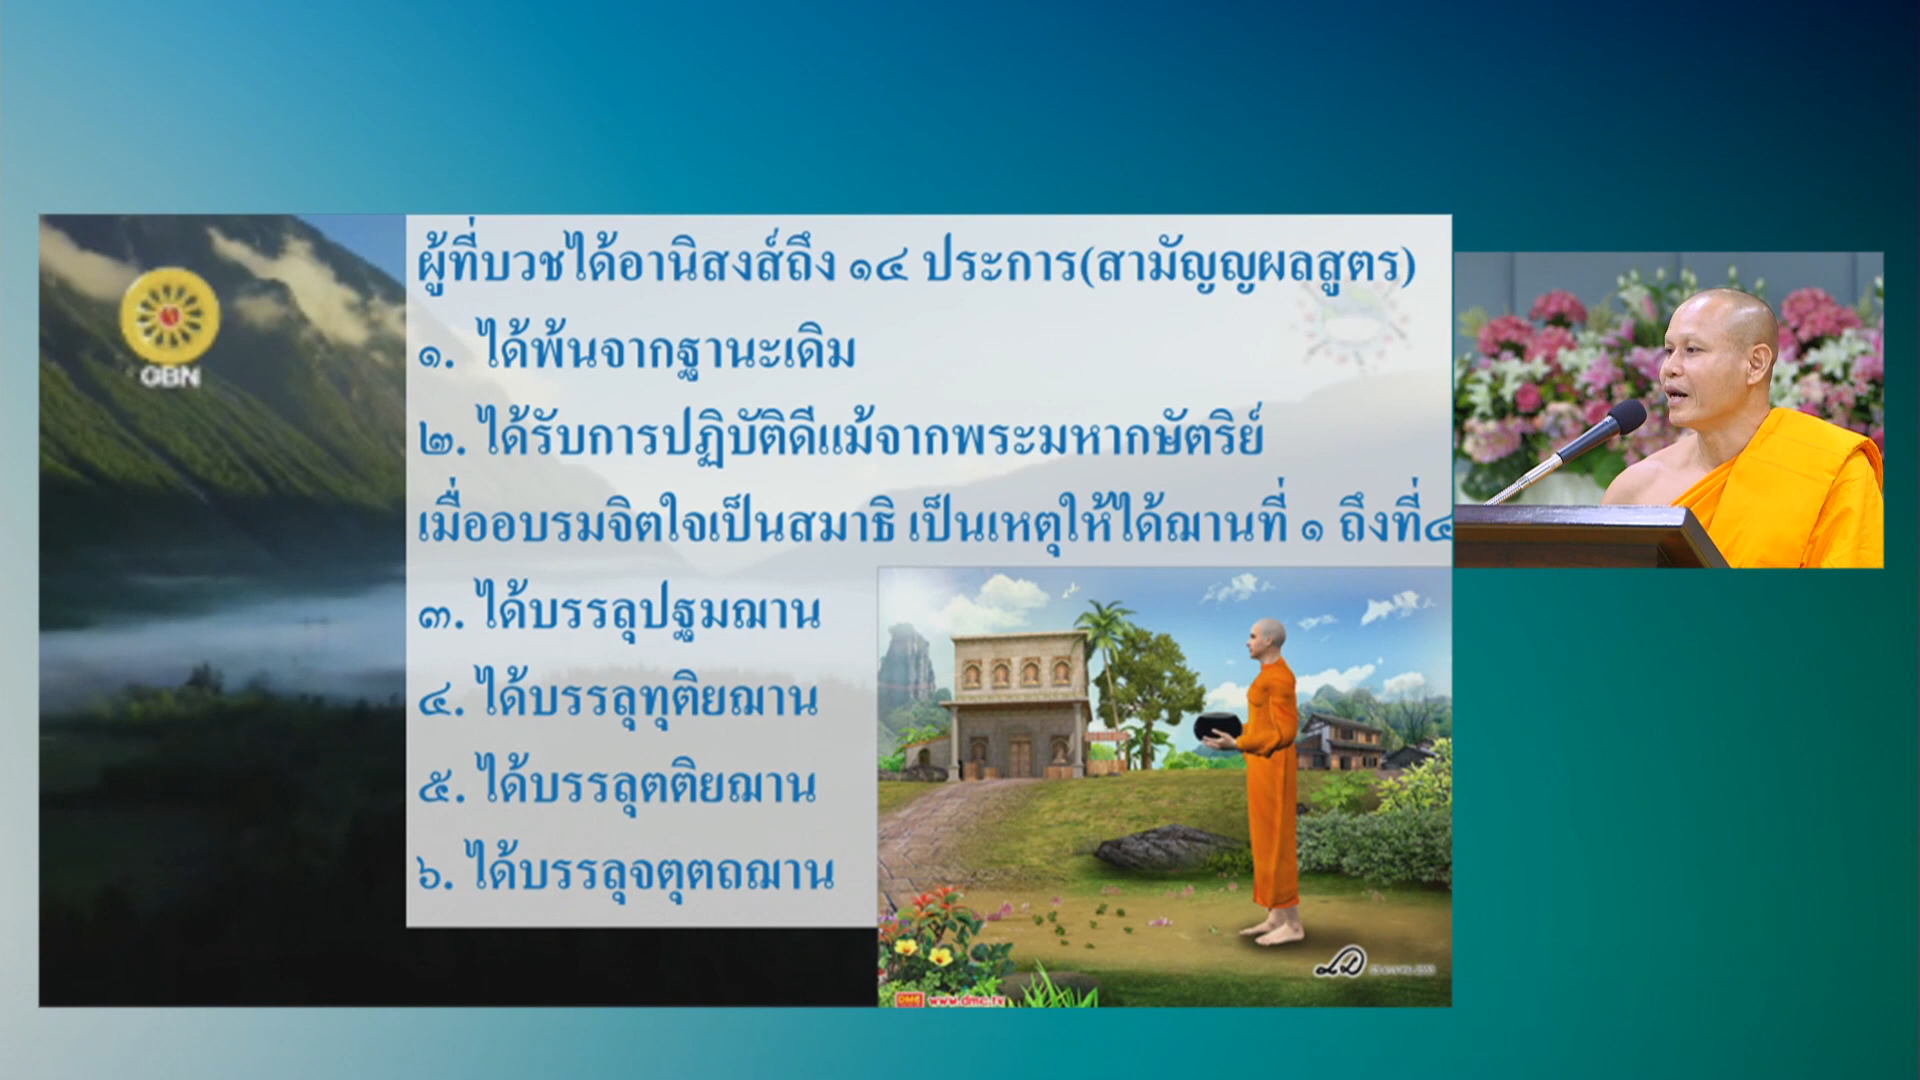 ผู้ที่บวชได้อานิสงส์ถึง ๑๔ ประการ(สามัญญผลสูตร)
๑. ได้พ้นจากฐานะเดิม
๒. ได้รับการปฏิบัติดีแม้จากพระมหากษัตริย์
เมื่ออบรมจิตใจเป็นสมาธิ เป็นเหตุให้ได้ฌานที่ ๑ ถึงที่๔
๓. ได้บรรลุปฐมฌาน
๔. ได้บรรลุทุติยฌาน
๕. ได้บรรลุตติยฌาน
๖. ได้บรรลุจตุตถฌาน
GBN
DMC www.dmc.tv